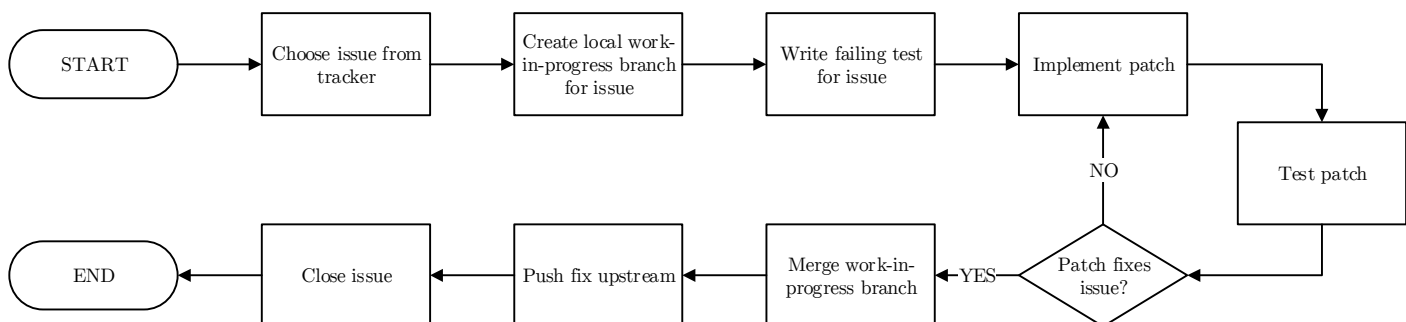 START
Choose issue from
tracker
Create local work-
in-progress branch
for issue
Write failing test
for issue
Implement patch
Test patch
NO
Patch fixes
issue?
YES
Merge work-in-
progress branch
Push fix upstream
Close issue
END